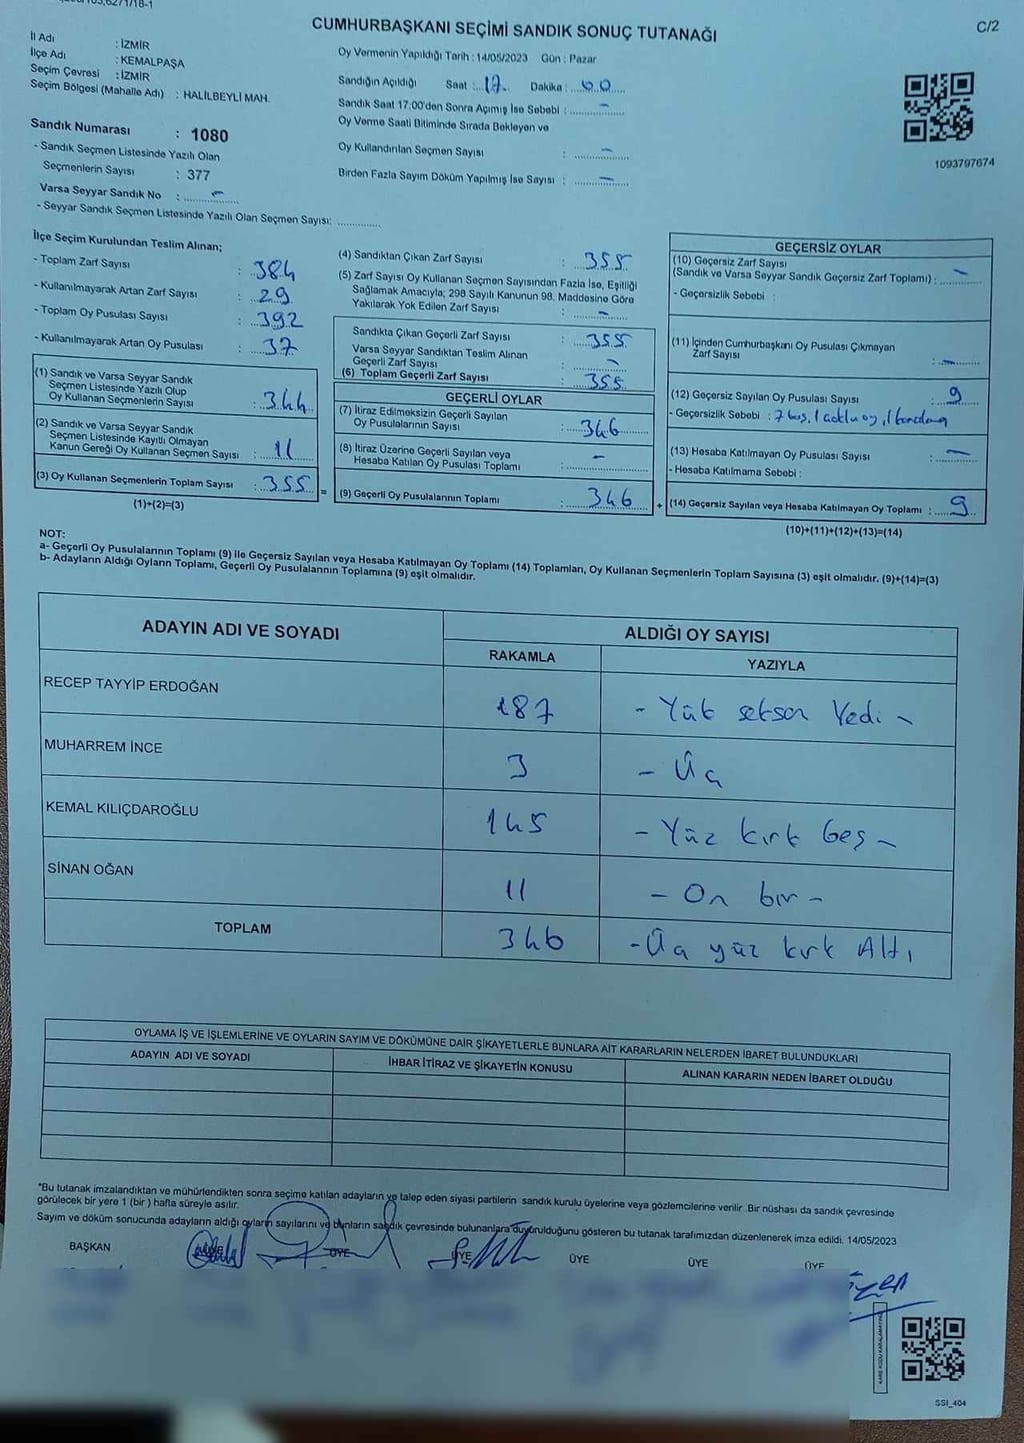 CUMHURBAŞKANI SEÇİMİ SANDIK SONUÇ TUTANAĞI
C/2
İl Adı : İZMİR
İlçe Adı : KEMALPAŞA
Seçim Çevresi : İZMİR
Seçim Bölgesi (Mahalle Adı) : HALİLBEYLİ MAH.
Sandık Numarası : 1080
- Sandık Seçmen Listesinde Yazılı Olan
Seçmenlerin Sayısı : 377
Varsa Seyyar Sandık No : -
- Seyyar Sandık Seçmen Listesinde Yazılı Olan Seçmen Sayısı: ..............
Oy Vermenin Yapıldığı Tarih : 14/05/2023 Gün : Pazar
Sandığın Açıldığı Saat : 17 Dakika : 00
Sandık Saat 17:00'den Sonra Açımış İse Sebebi : -
Oy Verme Saati Bitiminde Sırada Bekleyen ve
Oy Kullandırılan Seçmen Sayısı : -
Birden Fazla Sayım Döküm Yapılmış İse Sayısı : -
1093797674
İlçe Seçim Kurulundan Teslim Alınan;
- Toplam Zarf Sayısı : 384
- Kullanılmayarak Artan Zarf Sayısı : 29
- Toplam Oy Pusulası Sayısı : 392
- Kullanılmayarak Artan Oy Pusulası : 37
(1) Sandık ve Varsa Seyyar Sandık
Seçmen Listesinde Yazılı Olup
Oy Kullanan Seçmenlerin Sayısı : 344
(2) Sandık ve Varsa Seyyar Sandık
Seçmen Listesinde Kayıtlı Olmayan
Kanun Gereği Oy Kullanan Seçmen Sayısı : 11
(3) Oy Kullanan Seçmenlerin Toplam Sayısı : 355
(1)+(2)=(3)
=
(4) Sandıktan Çıkan Zarf Sayısı : 355
(5) Zarf Sayısı Oy Kullanan Seçmen Sayısından Fazla İse, Eşitliği
Sağlamak Amacıyla; 298 Sayılı Kanunun 98. Maddesine Göre
Yakılarak Yok Edilen Zarf Sayısı : -
Sandıkta Çıkan Geçerli Zarf Sayısı : 355
Varsa Seyyar Sandıktan Teslim Alınan
Geçerli Zarf Sayısı : -
(6) Toplam Geçerli Zarf Sayısı : 355
GEÇERLİ OYLAR
(7) İtiraz Edilmeksizin Geçerli Sayılan
Oy Pusulalarının Sayısı : 346
(8) İtiraz Üzerine Geçerli Sayılan veya
Hesaba Katılan Oy Pusulası Toplamı : -
(9) Geçerli Oy Pusulalarının Toplamı : 346
+
GEÇERSİZ OYLAR
(10) Geçersiz Zarf Sayısı
(Sandık ve Varsa Seyyar Sandık Geçersiz Zarf Toplamı) : -
- Geçersizlik Sebebi :
(11) İçinden Cumhurbaşkanı Oy Pusulası Çıkmayan
Zarf Sayısı : -
(12) Geçersiz Sayılan Oy Pusulası Sayısı : 9
- Geçersizlik Sebebi : 7 boş, 1
(13) Hesaba Katılmayan Oy Pusulası Sayısı : -
- Hesaba Katılmama Sebebi :
(14) Geçersiz Sayılan veya Hesaba Katılmayan Oy Toplamı : 9
(10)+(11)+(12)+(13)=(14)
NOT:
a- Geçerli Oy Pusulalarının Toplamı (9) ile Geçersiz Sayılan veya Hesaba Katılmayan Oy Toplamı (14) Toplamları, Oy Kullanan Seçmenlerin Toplam Sayısına (3) eşit olmalıdır. (9)+(14)=(3)
b- Adayların Aldığı Oyların Toplamı, Geçerli Oy Pusulalarının Toplamına (9) eşit olmalıdır.
ADAYIN ADI VE SOYADI
ALDIĞI OY SAYISI
RAKAMLA YAZIYLA
RECEP TAYYİP ERDOĞAN 187 - Yüz seksen Yedi -
MUHARREM İNCE 3 - Üç
KEMAL KILIÇDAROĞLU 145 - Yüz kırk beş -
SİNAN OĞAN 11 - On bir -
TOPLAM 346 - Üç yüz kırk Altı
OYLAMA İŞ VE İŞLEMLERİNE VE OYLARIN SAYIM VE DÖKÜMÜNE DAİR ŞİKAYETLERLE BUNLARA AİT KARARLARIN NELERDEN İBARET BULUNDUKLARI
ADAYIN ADI VE SOYADI İHBAR İTİRAZ VE ŞİKAYETİN KONUSU ALINAN KARARIN NEDEN İBARET OLDUĞU
"Bu tutanak imzalandıktan ve mühürlendikten sonra seçime katılan adayların ve talep eden siyasi partilerin sandık kurulu üyelerine veya gözlemcilerine verilir. Bir nüshası da sandık çevresinde
görülecek bir yere 1 (bir) hafta süreyle asılır.
Sayım ve döküm sonucunda adayların aldığı oyların sayılarını ve bunların sandık çevresinde bulunanlara duyurulduğunu gösteren bu tutanak tarafımızdan düzenlenerek imza edildi. 14/05/2023
BAŞKAN ÜYE ÜYE ÜYE ÜYE
SSI_404